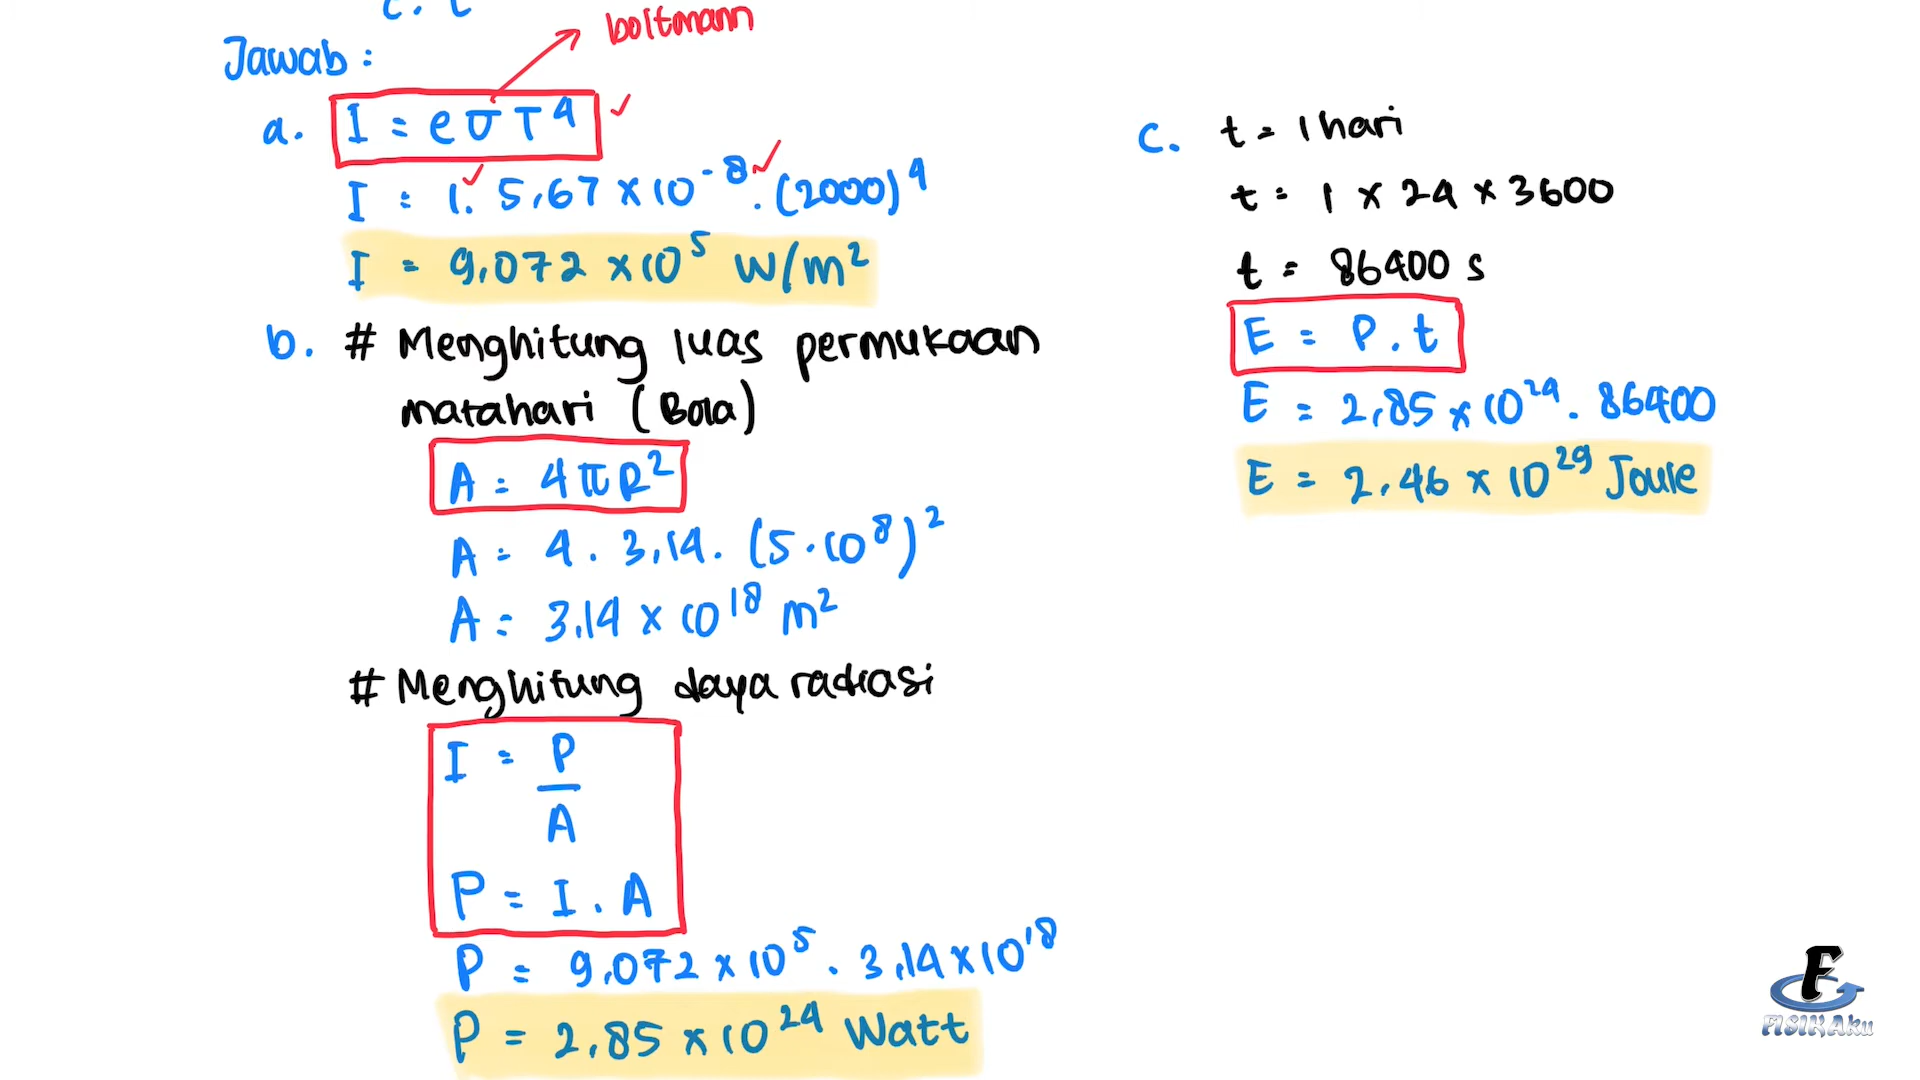 boltmann
Jawab :
a. I = e σ T⁴
I = 1. 5,67 × 10⁻⁸ . (2000)⁴
I = 9,072 × 10⁵ W/m²
b. # Menghitung luas permukaan
matahari (Bola)
A = 4πR²
A = 4 . 3,14 . (5 . 10⁸)²
A = 3,14 × 10¹⁸ m²
# Menghitung daya radiasi
I = P/A
P = I . A
P = 9,072 × 10⁵ . 3,14 × 10¹⁸
P = 2,85 × 10²⁴ Watt
c. t = 1 hari
t = 1 × 24 × 3600
t = 86400 s
E = P . t
E = 2,85 × 10²⁴ . 86400
E = 2,46 × 10²⁹ Joule
F
FISIKAku